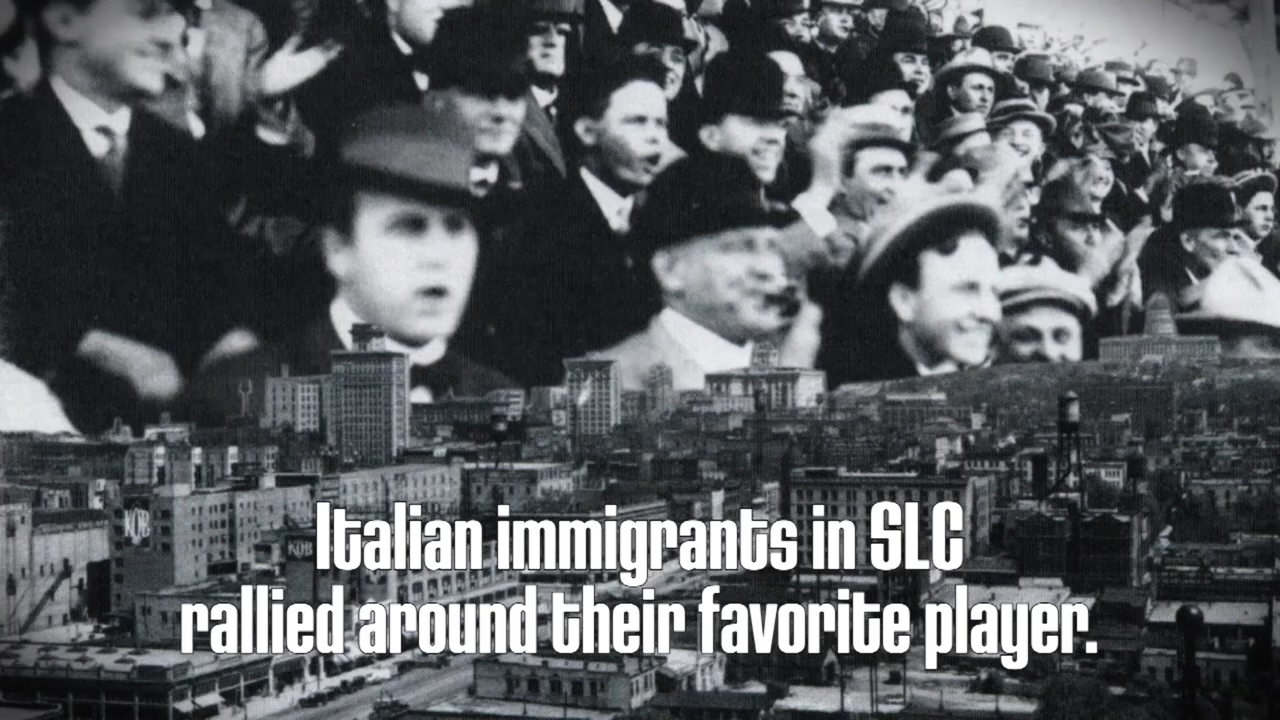 Italian immigrants in SLC
rallied around their favorite player.